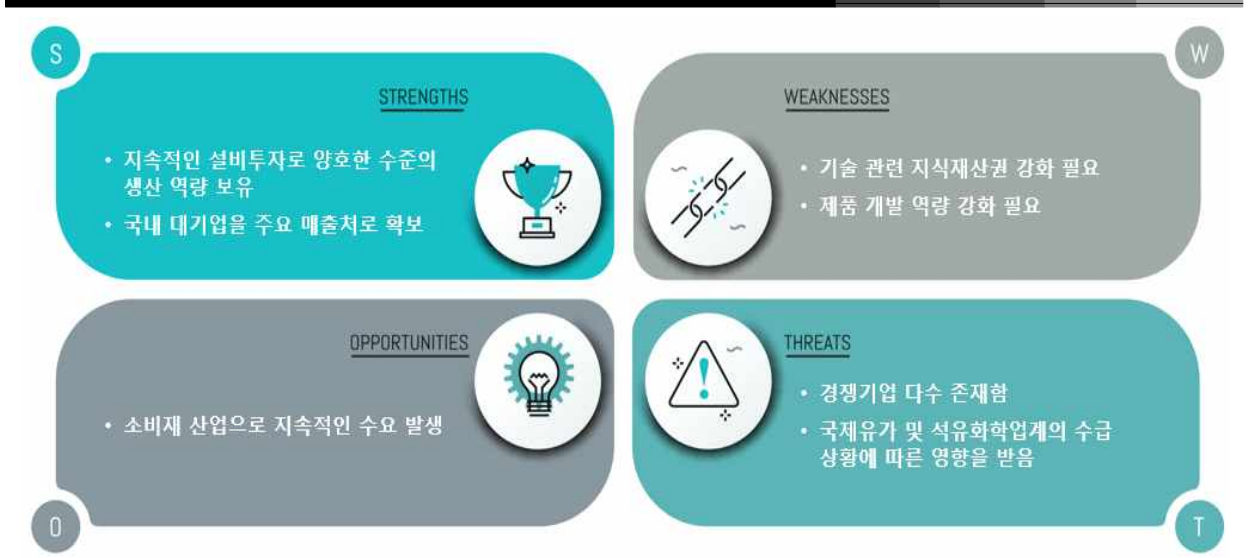 S
STRENGTHS
• 지속적인 설비투자로 양호한 수준의
생산 역량 보유
• 국내 대기업을 주요 매출처로 확보
W
WEAKNESSES
• 기술 관련 지식재산권 강화 필요
• 제품 개발 역량 강화 필요
O
OPPORTUNITIES
• 소비재 산업으로 지속적인 수요 발생
T
THREATS
• 경쟁기업 다수 존재함
• 국제유가 및 석유화학업계의 수급
상황에 따른 영향을 받음